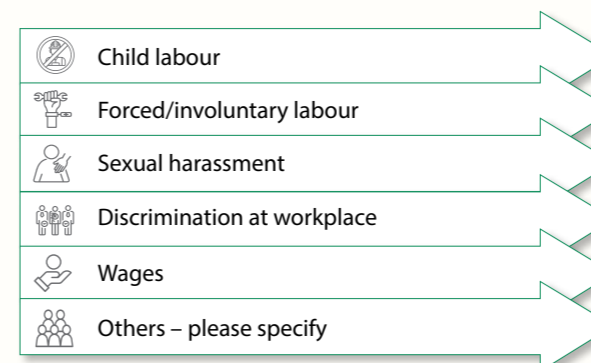 Child labour
Forced/involuntary labour
Sexual harassment
Discrimination at workplace
Wages
Others – please specify